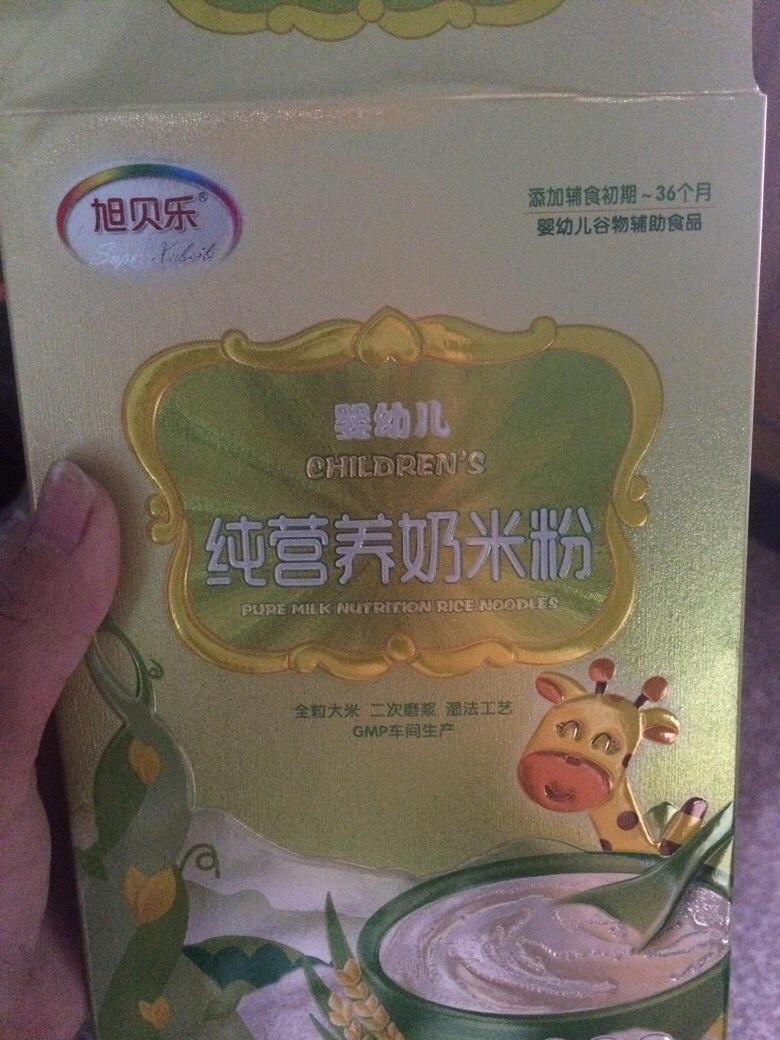 旭贝乐®
添加辅食初期~36个月
婴幼儿谷物辅助食品
婴幼儿
CHILDREN'S
纯营养奶米粉
PURE MILK NUTRITION RICE NOODLES
全粒大米 二次磨浆 湿法工艺
GMP车间生产